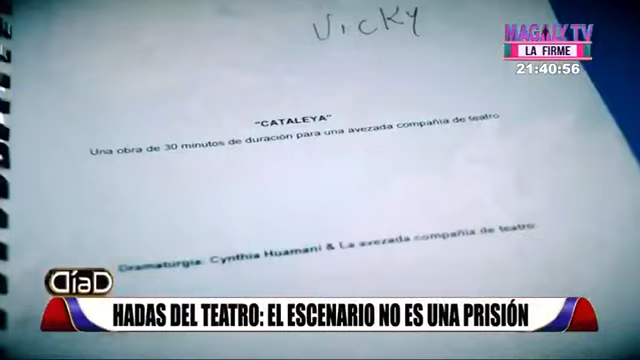 Vicky
MAGALY TV
LA FIRME
21:40:56
"CATALEYA"
Una obra de 30 minutos de duración para una avezada compañía de teatro
Dramaturgia: Cynthia Huamaní & La avezada compañía de teatro
DíaD
HADAS DEL TEATRO: EL ESCENARIO NO ES UNA PRISIÓN